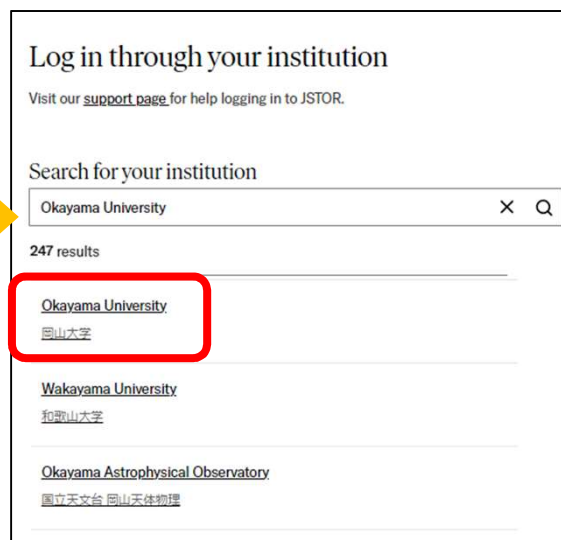 Log in through your institution
Visit our support page for help logging in to JSTOR.
Search for your institution
Okayama University
247 results
Okayama University
岡山大学
Wakayama University
和歌山大学
Okayama Astrophysical Observatory
国立天文台 岡山天体物理